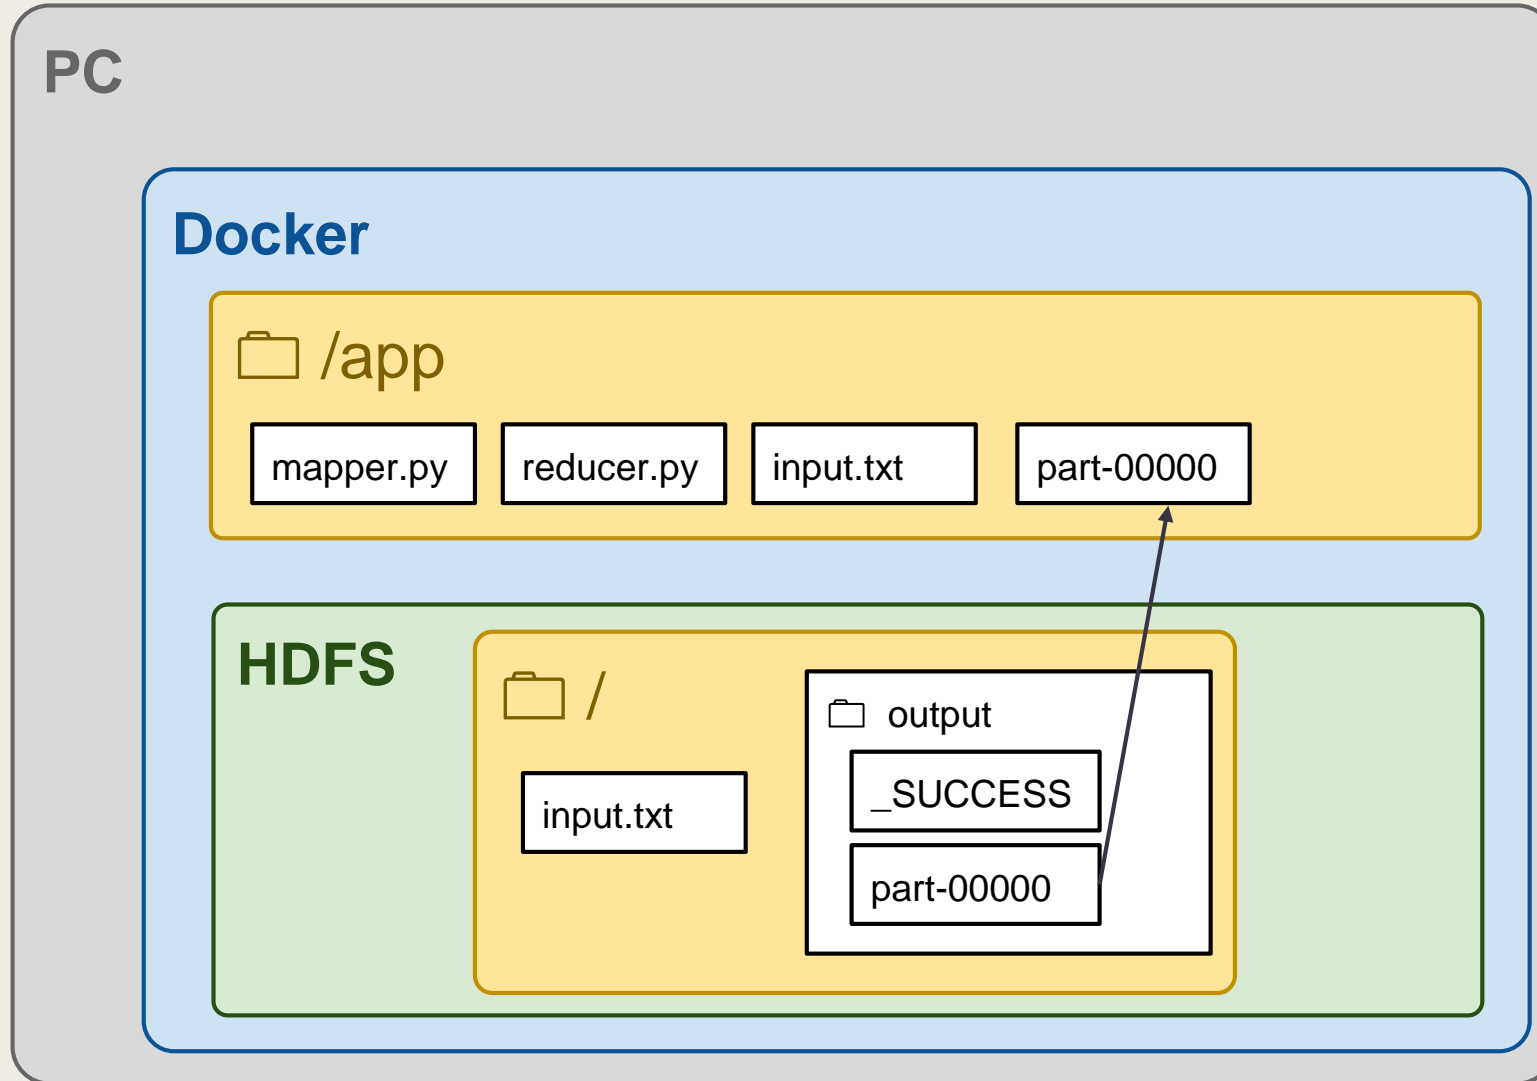 PC
Docker
/app
mapper.py
reducer.py
input.txt
part-00000
HDFS
/
input.txt
output
_SUCCESS
part-00000